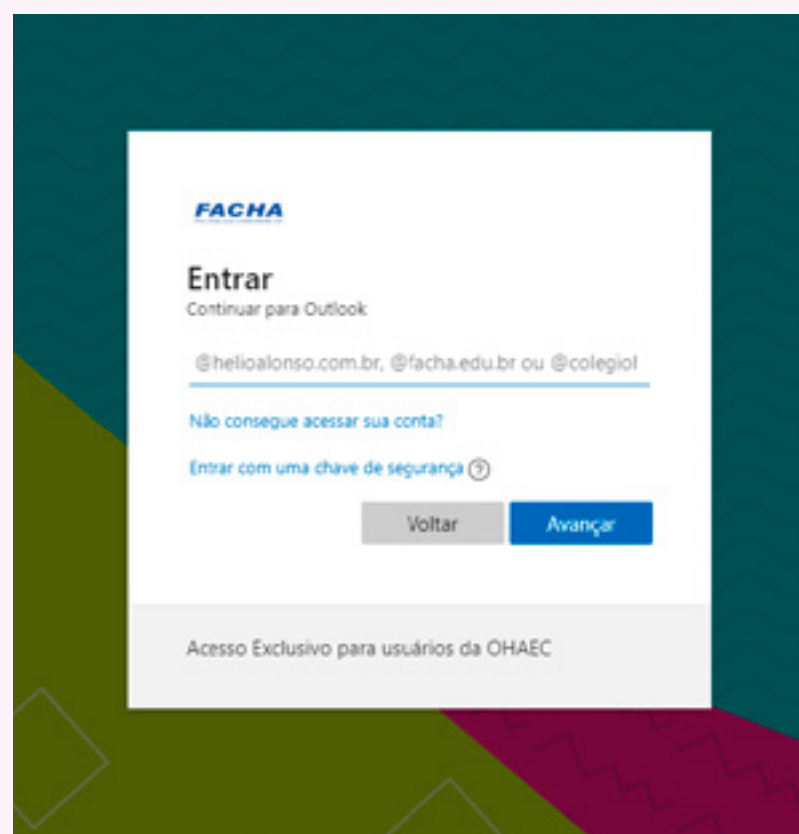 FACHA
Entrar
Continuar para Outlook
@helioalonso.com.br, @facha.edu.br ou @colegiol
Não consegue acessar sua conta?
Entrar com uma chave de segurança ?
Voltar Avançar
Acesso Exclusivo para usuários da OHAEC